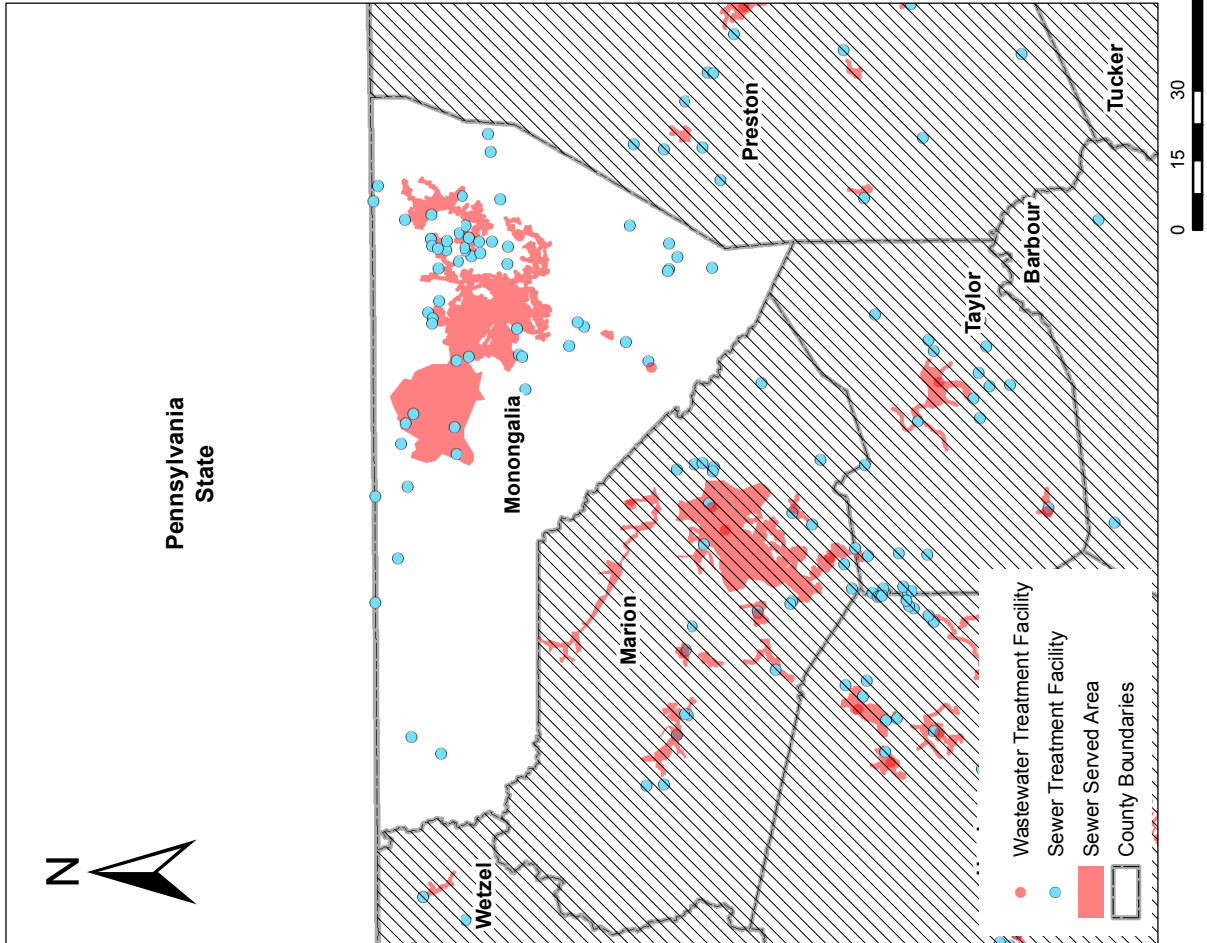 N
Pennsylvania
State
Monongalia
Wetzel
Marion
Preston
Taylor
Barbour
Tucker
Wastewater Treatment Facility
Sewer Treatment Facility
Sewer Served Area
County Boundaries
0 15 30